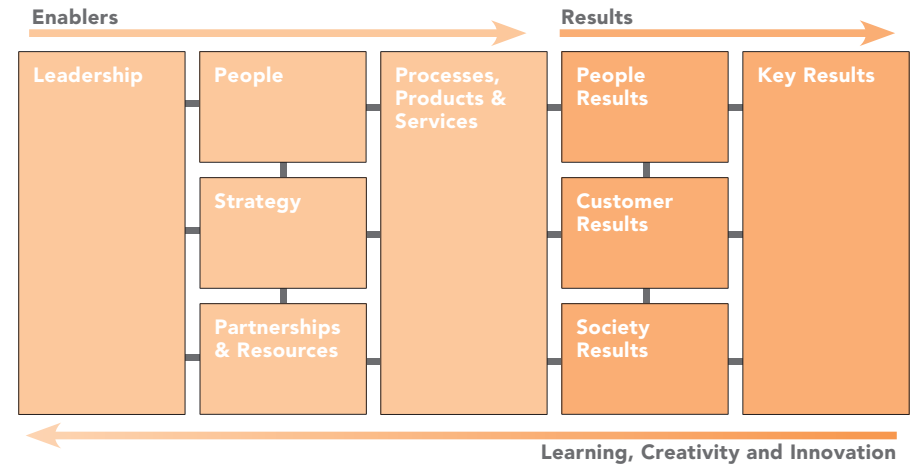 Enablers
Results
Leadership
People
Processes,
Products &
Services
People
Results
Key Results
Strategy
Customer
Results
Partnerships
& Resources
Society
Results
Learning, Creativity and Innovation